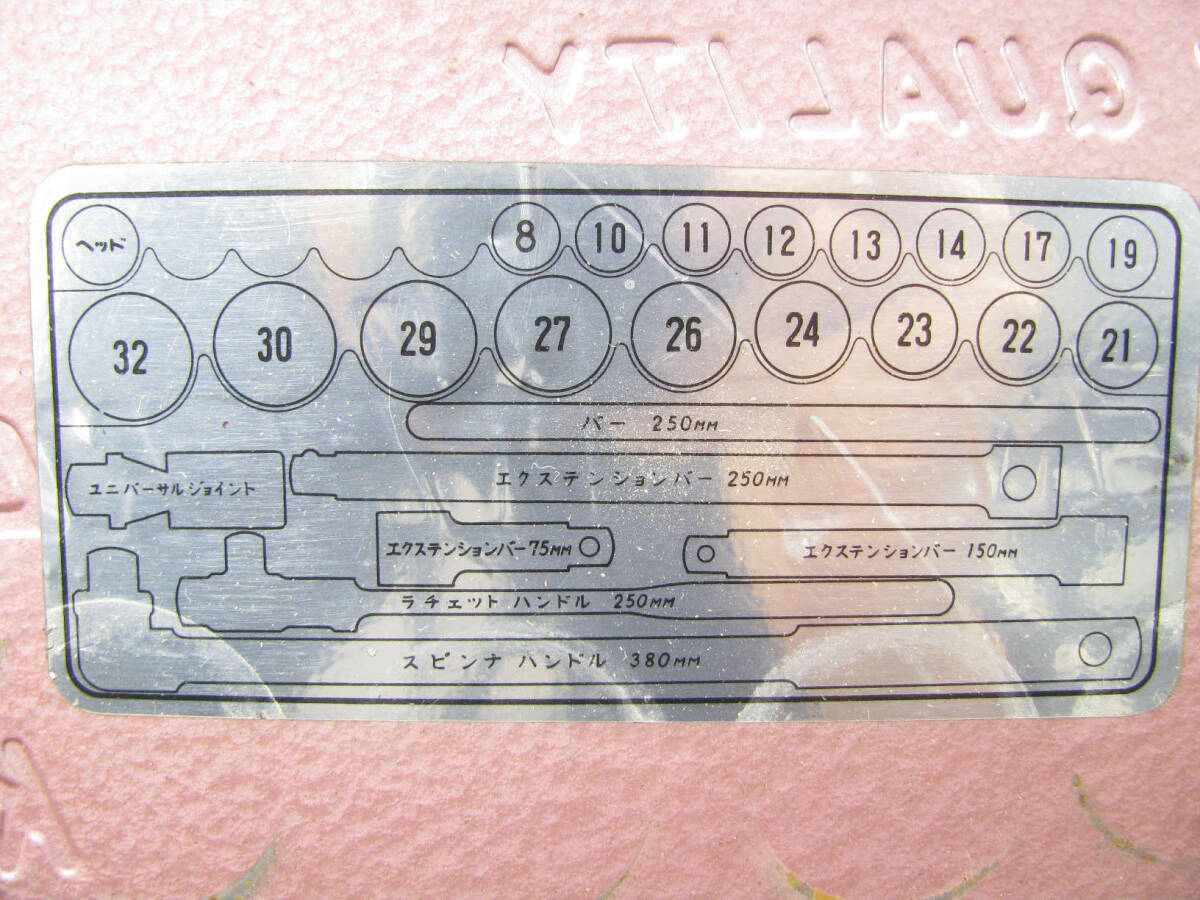 QUALITY
ヘッド 8 10 11 12 13 14 17 19
32 30 29 27 26 24 23 22 21
バー 250MM
ユニバーサルジョイント エクステンションバー 250MM
エクステンションバー 75MM エクステンションバー 150MM
ラチェット ハンドル 250MM
スピンナ ハンドル 380MM